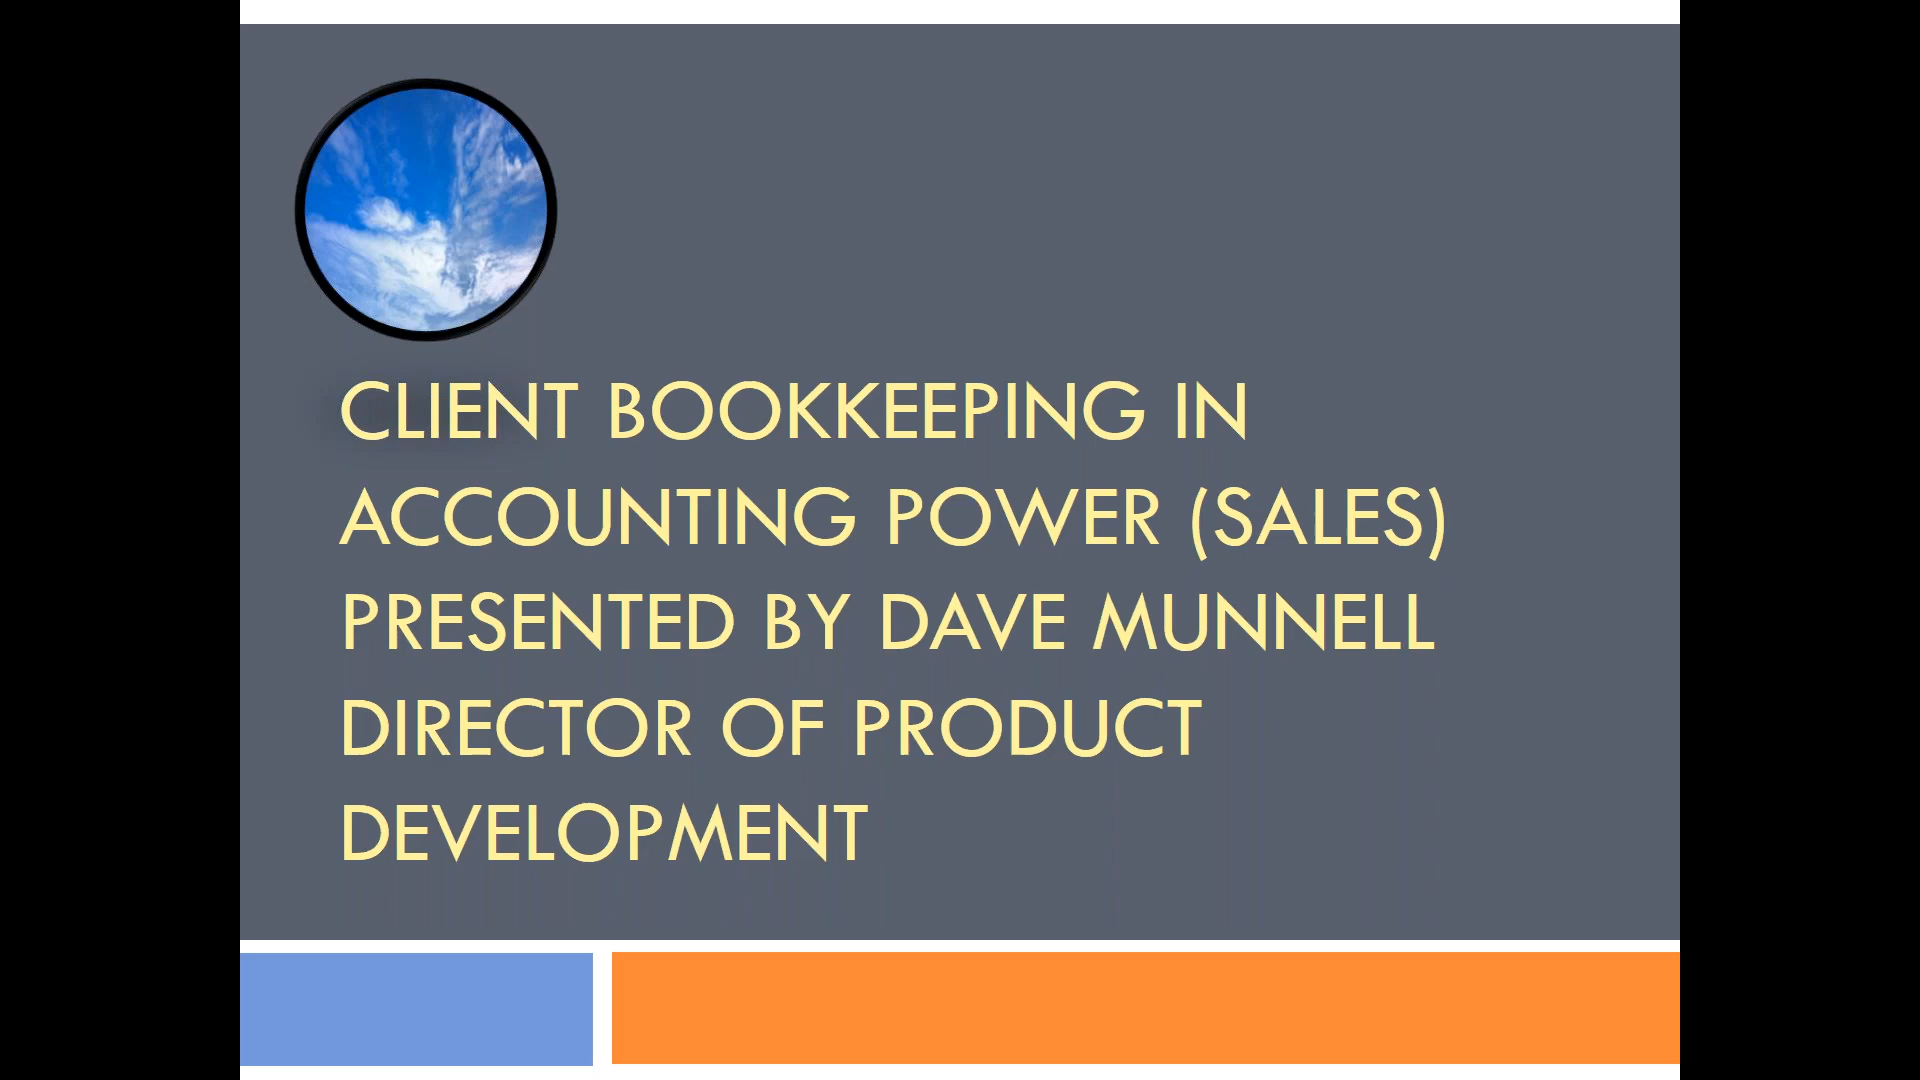 CLIENT BOOKKEEPING IN
ACCOUNTING POWER (SALES)
PRESENTED BY DAVE MUNNELL
DIRECTOR OF PRODUCT
DEVELOPMENT